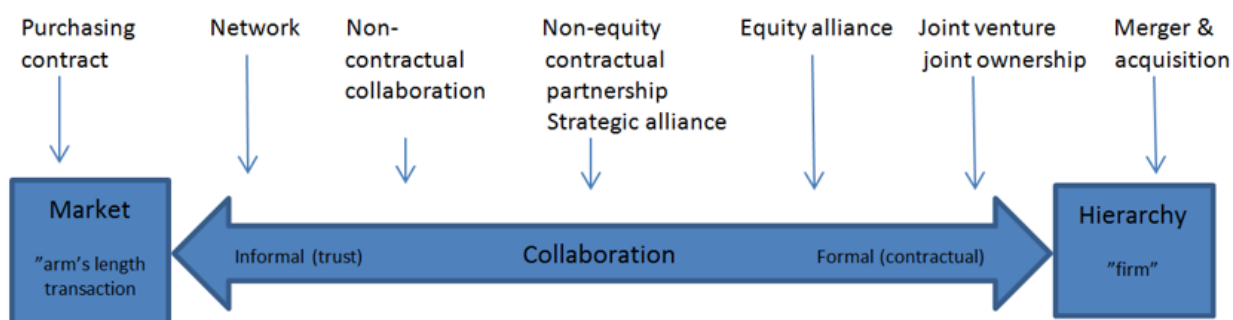 Purchasing
contract
Network
Non-
contractual
collaboration
Non-equity
contractual
partnership
Strategic alliance
Equity alliance
Joint venture
joint ownership
Merger &
acquisition
Market
”arm’s length
transaction
Informal (trust)
Collaboration
Formal (contractual)
Hierarchy
”firm”